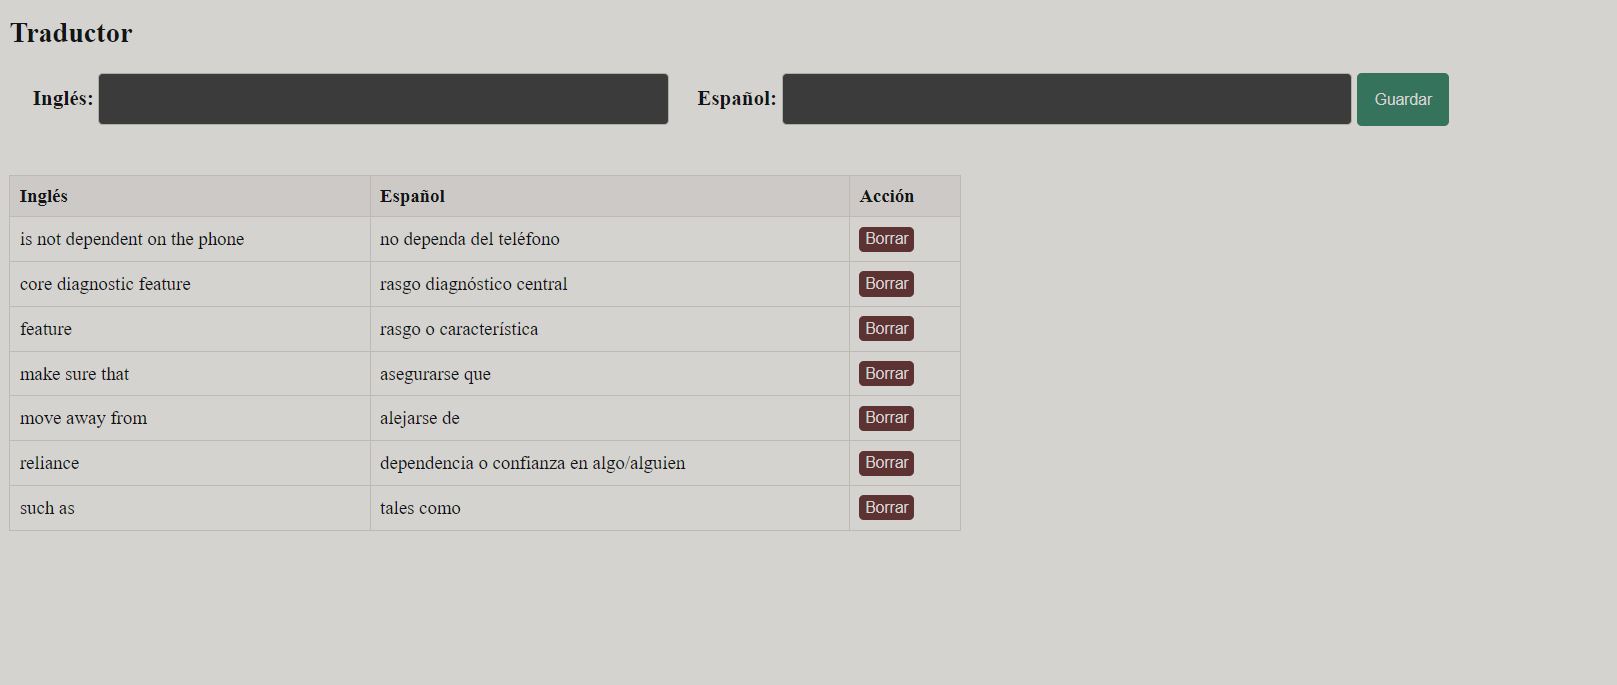 Traductor
Inglés: Español: Guardar
Inglés Español Acción
is not dependent on the phone no dependa del teléfono Borrar
core diagnostic feature rasgo diagnóstico central Borrar
feature rasgo o característica Borrar
make sure that asegurarse que Borrar
move away from alejarse de Borrar
reliance dependencia o confianza en algo/alguien Borrar
such as tales como Borrar